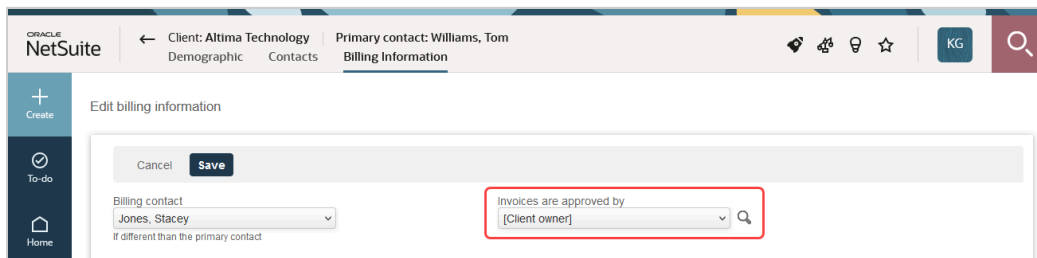 ORACLE
NetSuite
← Client: Altima Technology Primary contact: Williams, Tom
Demographic Contacts Billing Information
KG
Create
Edit billing information
To-do
Cancel Save
Billing contact Invoices are approved by
Jones, Stacey [Client owner]
If different than the primary contact
Home